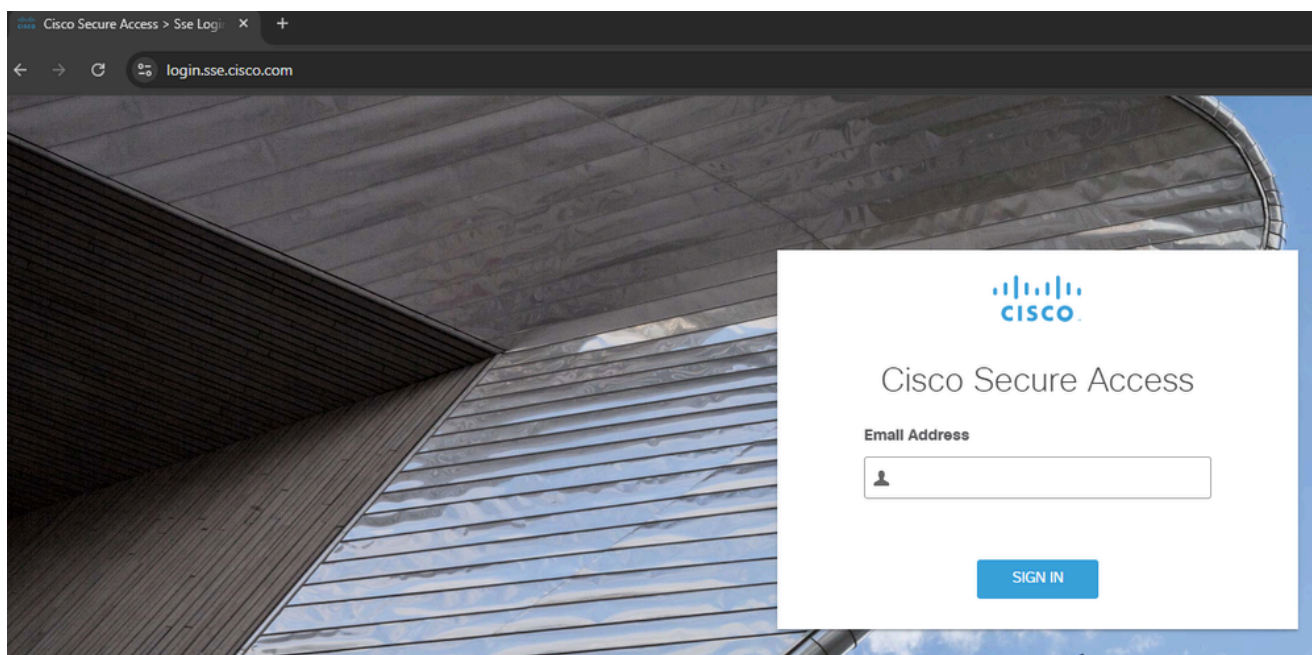 Cisco Secure Access > Sse Logi
login.sse.cisco.com
CISCO
Cisco Secure Access
Email Address
SIGN IN